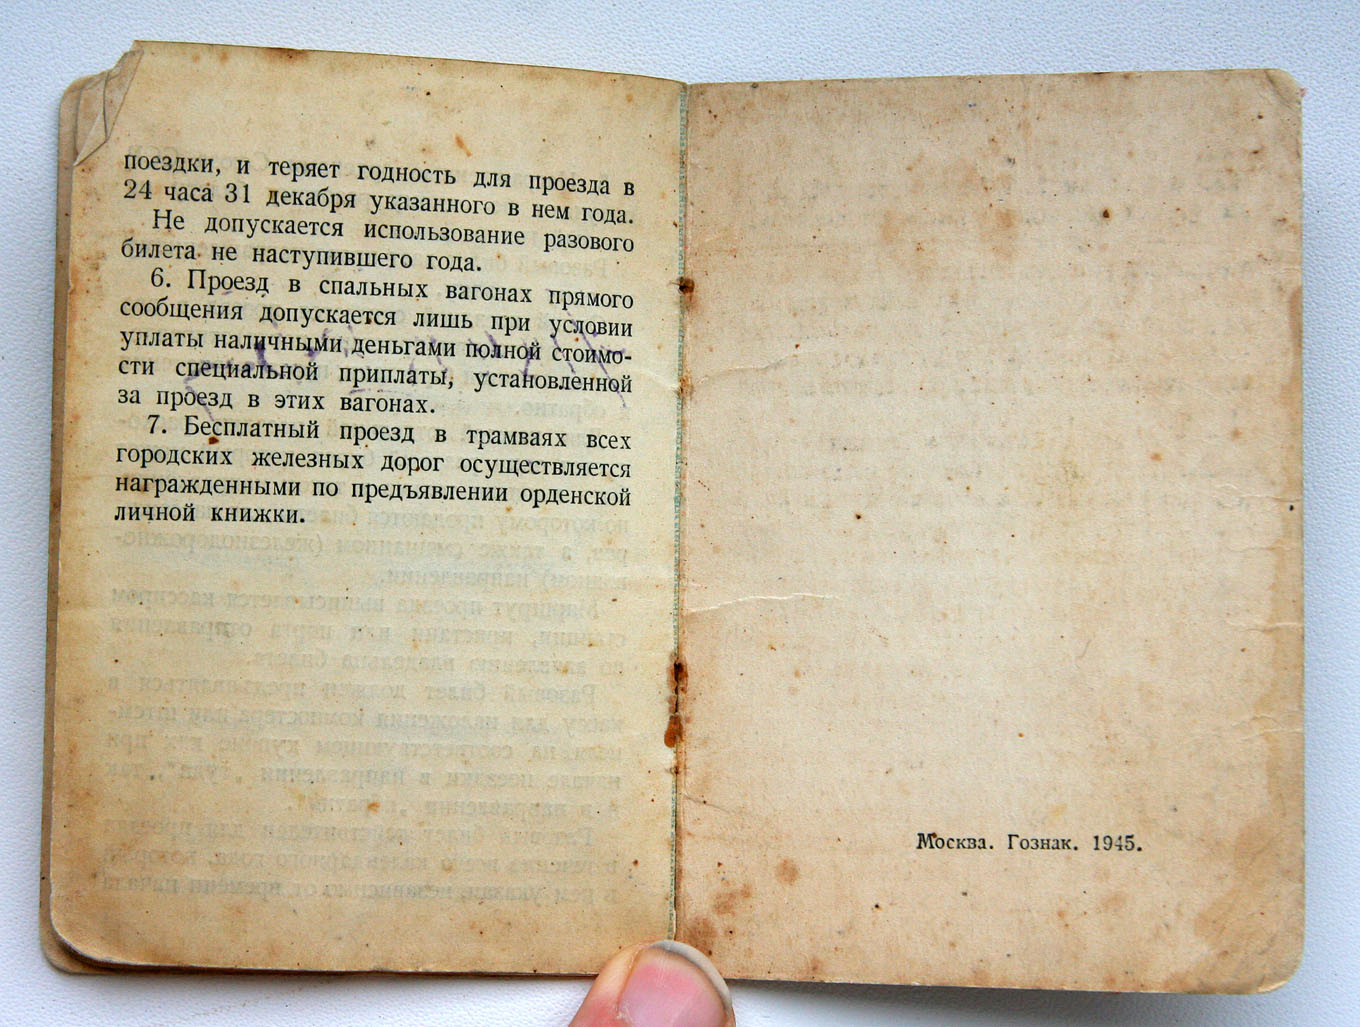 поездки, и теряет годность для проезда в
24 часа 31 декабря указанного в нем года.
Не допускается использование разового
билета не наступившего года.
6. Проезд в спальных вагонах прямого
сообщения допускается лишь при условии
уплаты наличными деньгами полной стоимо-
сти специальной приплаты, установленной
за проезд в этих вагонах.
7. Бесплатный проезд в трамваях всех
городских железных дорог осуществляется
награжденными по предъявлении орденской
личной книжки.
Москва. Гознак. 1945.